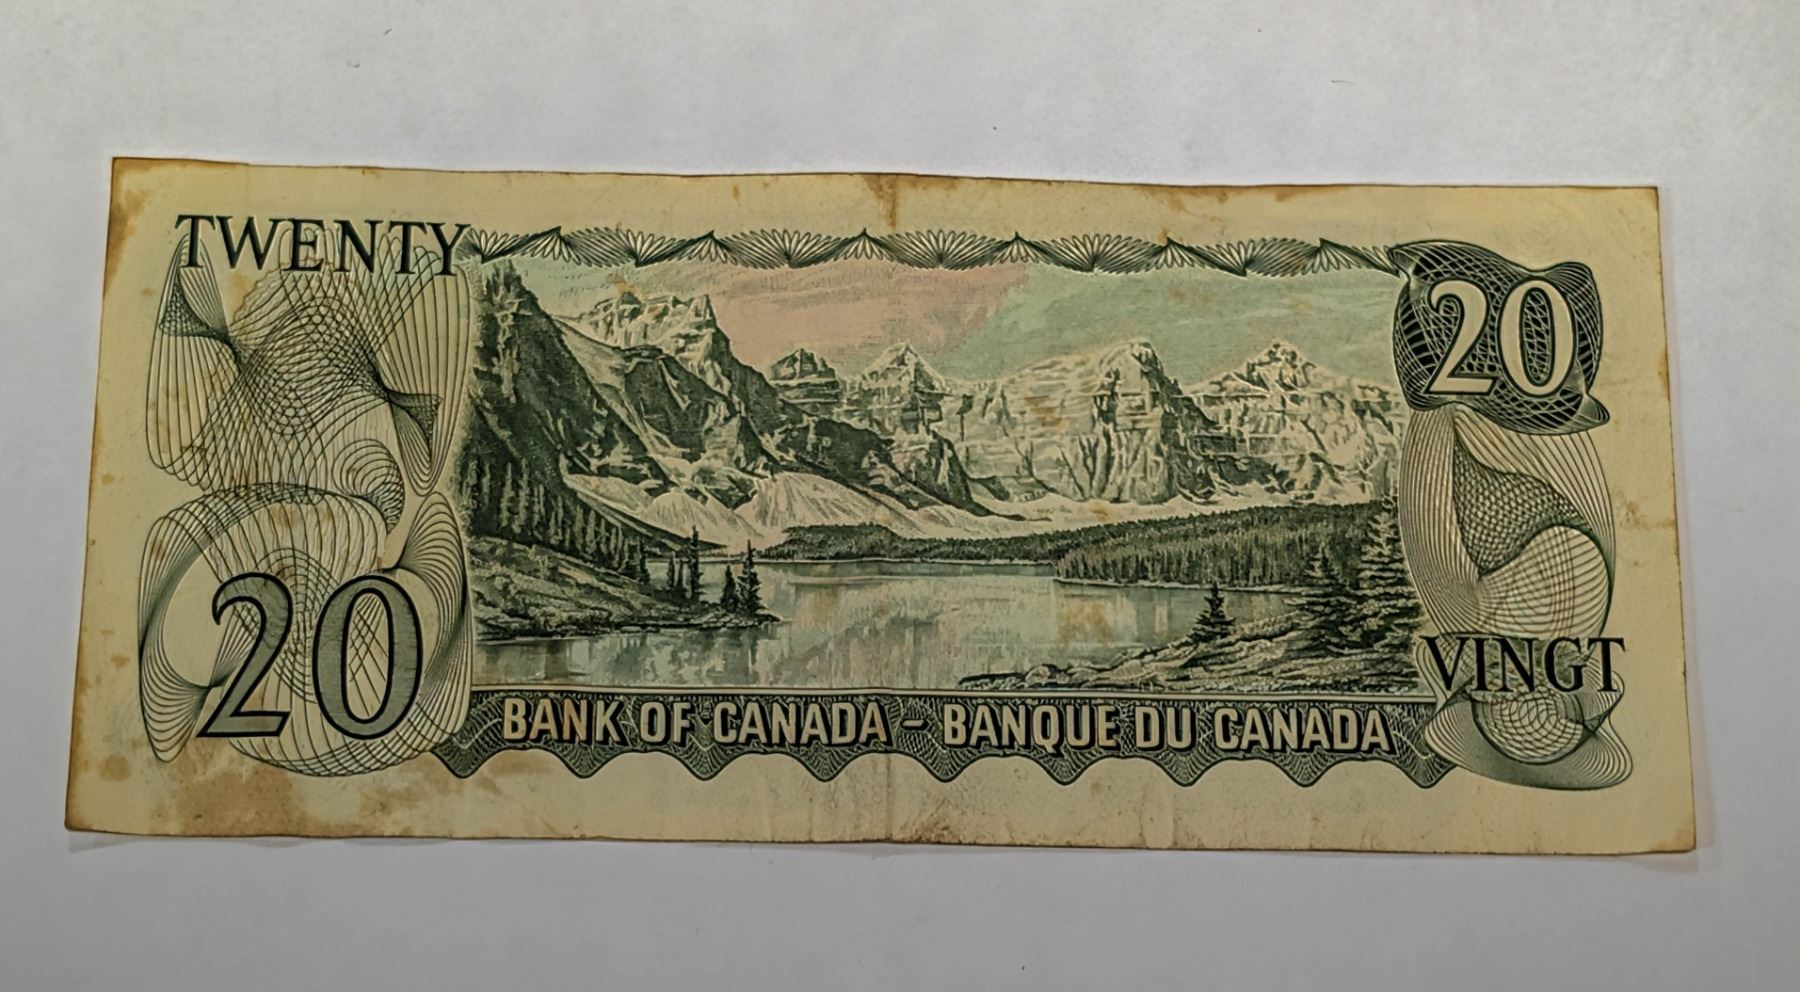 TWENTY
20
20
VINGT
BANK OF CANADA – BANQUE DU CANADA